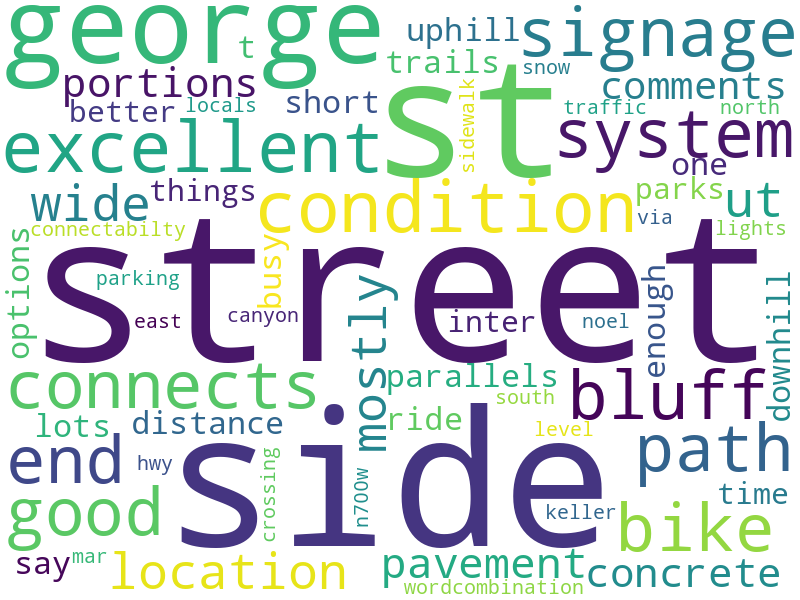 george
t
uphill
signage
portions
trails
snow
comments
better
locals
short
st
sidewalk
traffic
north
excellent
system
one
wide
things
condition
parks
ut
connectabilty
via
lights
options
street
busy
parking
east
canyon
mostly
inter
noel
enough
downhill
connects
parallels
bluff
lots
distance
side
ride
south
level
path
end
hwy
crossing
n700w
keller
time
good
bike
say
mar
location
pavement
concrete
wordcombination